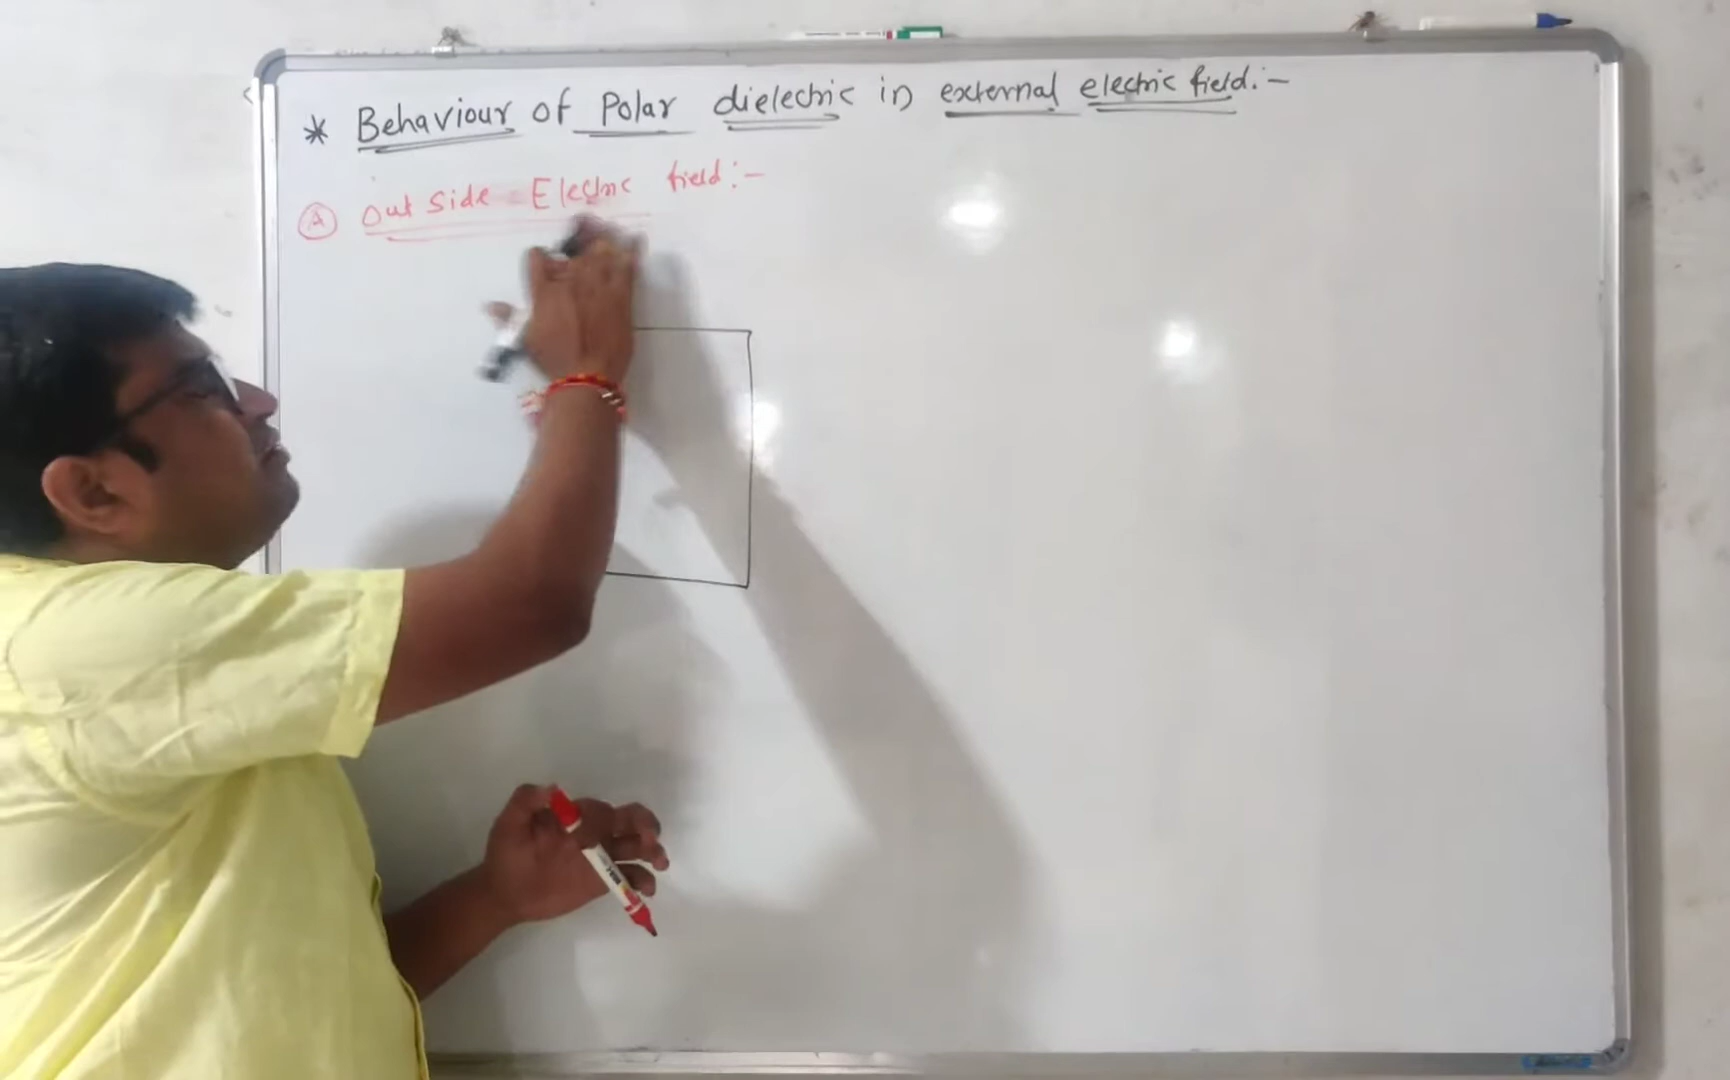 * Behaviour of Polar dielectric in external electric field:-
A Out Side Electric field:-